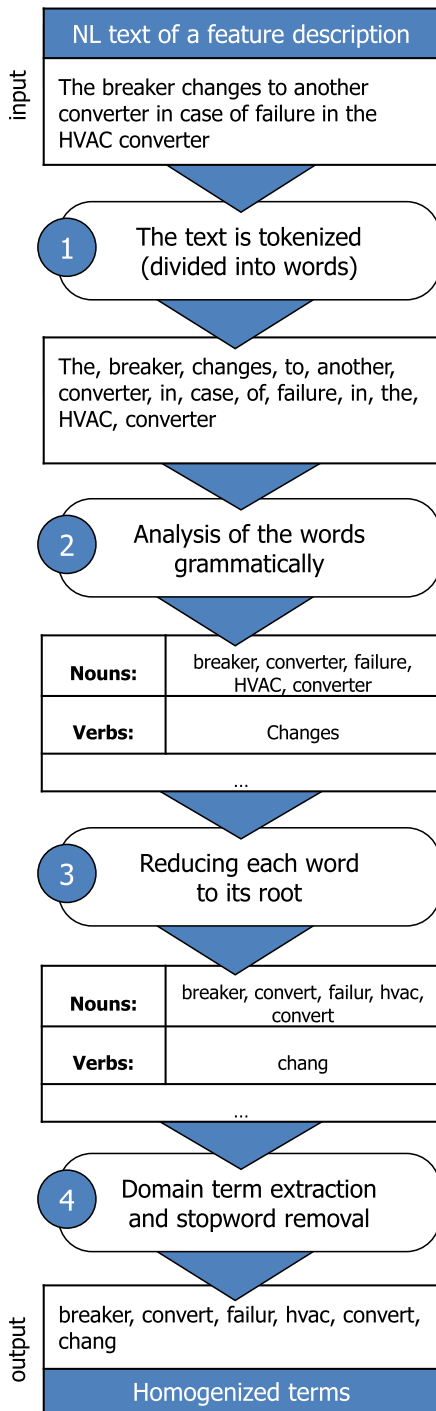 NL text of a feature description
input
The breaker changes to another
converter in case of failure in the
HVAC converter
1
The text is tokenized
(divided into words)
The, breaker, changes, to, another,
converter, in, case, of, failure, in, the,
HVAC, converter
2
Analysis of the words
grammatically
Nouns:
breaker, converter, failure,
HVAC, converter
Verbs:
Changes
...
3
Reducing each word
to its root
Nouns:
breaker, convert, failur, hvac,
convert
Verbs:
chang
...
4
Domain term extraction
and stopword removal
output
breaker, convert, failur, hvac, convert,
chang
Homogenized terms